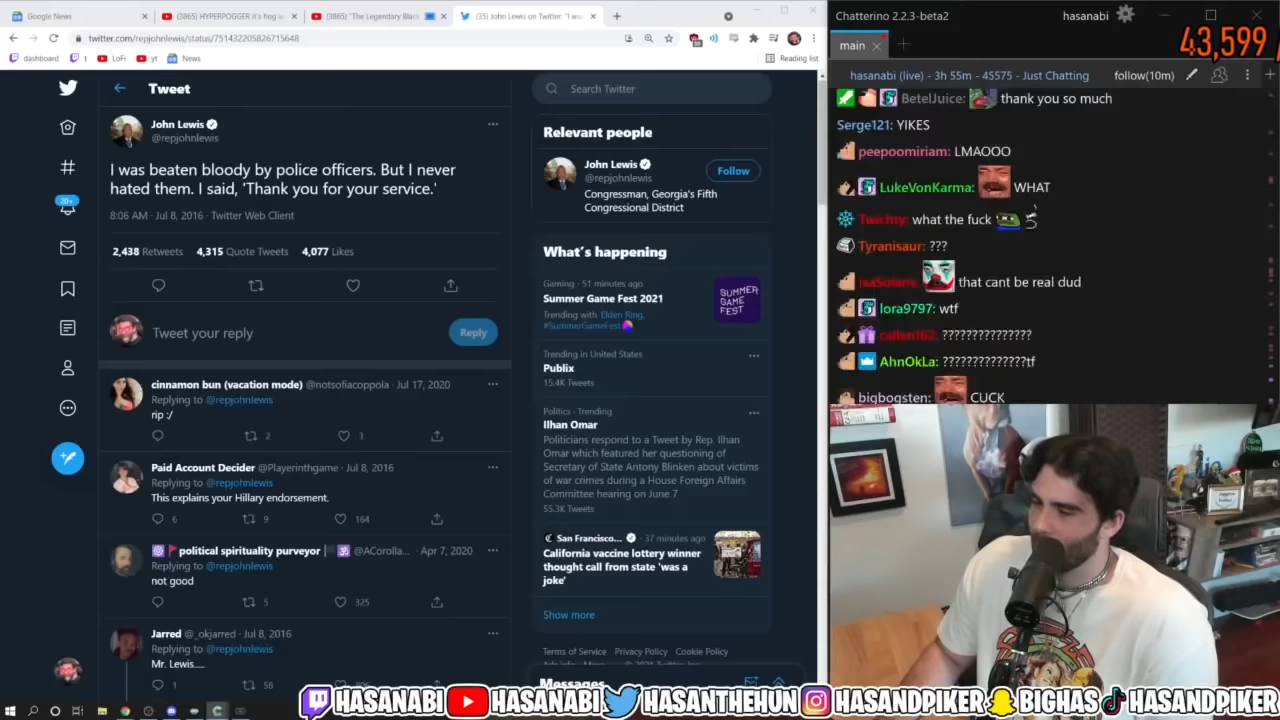 Google News
(3865) HYPERPOGGER it's hog w
(3865) "The Legendary Black
(35) John Lewis on Twitter: "I wa
twitter.com/repjohnlewis/status/751432205826715648
dashboard
t
LoFi
yt
News
Reading list
Tweet
John Lewis
@repjohnlewis
I was beaten bloody by police officers. But I never
hated them. I said, 'Thank you for your service.'
8:06 AM · Jul 8, 2016 · Twitter Web Client
2,438 Retweets 4,315 Quote Tweets 4,077 Likes
20+
Tweet your reply
Reply
cinnamon bun (vacation mode) @notsofiacoppola · Jul 17, 2020
Replying to @repjohnlewis
rip :/
2 3
Paid Account Decider @Playerinthgame · Jul 8, 2016
Replying to @repjohnlewis
This explains your Hillary endorsement.
6 9 164
political spirituality purveyor @ACorolla... · Apr 7, 2020
Replying to @repjohnlewis
not good
5 325
Jarred @_okjarred · Jul 8, 2016
Replying to @repjohnlewis
Mr. Lewis.....
1 58
Search Twitter
Relevant people
John Lewis
@repjohnlewis
Follow
Congressman, Georgia's Fifth
Congressional District
What's happening
Gaming · 51 minutes ago
Summer Game Fest 2021
Trending with Elden Ring,
#SummerGameFest
SUMMER
GAME
FEST
Trending in United States
Publix
15.4K Tweets
Politics · Trending
Ilhan Omar
Politicians respond to a Tweet by Rep. Ilhan
Omar which featured her questioning of
Secretary of State Antony Blinken about victims
of war crimes during a House Foreign Affairs
Committee hearing on June 7
55.3K Tweets
San Francisco... · 37 minutes ago
California vaccine lottery winner
thought call from state 'was a
joke'
Show more
Terms of Service Privacy Policy Cookie Policy
Messages
Chatterino 2.2.3-beta2
hasanabi
43,599
main
hasanabi (live) - 3h 55m - 45575 - Just Chatting
follow(10m)
BetelJuice: thank you so much
Serge121: YIKES
peepoomiriam: LMAOOO
LukeVonKarma: WHAT
Twichty: what the fuck
Tyranisaur: ???
that cant be real dud
lora9797: wtf
callen162: ???????????????
AhnOkLa: ??????????????tf
bigbogsten: CUCK
HASANABI HASANABI HASANTHEHUN HASANDPIKER BIGHAS HASANDPIKER